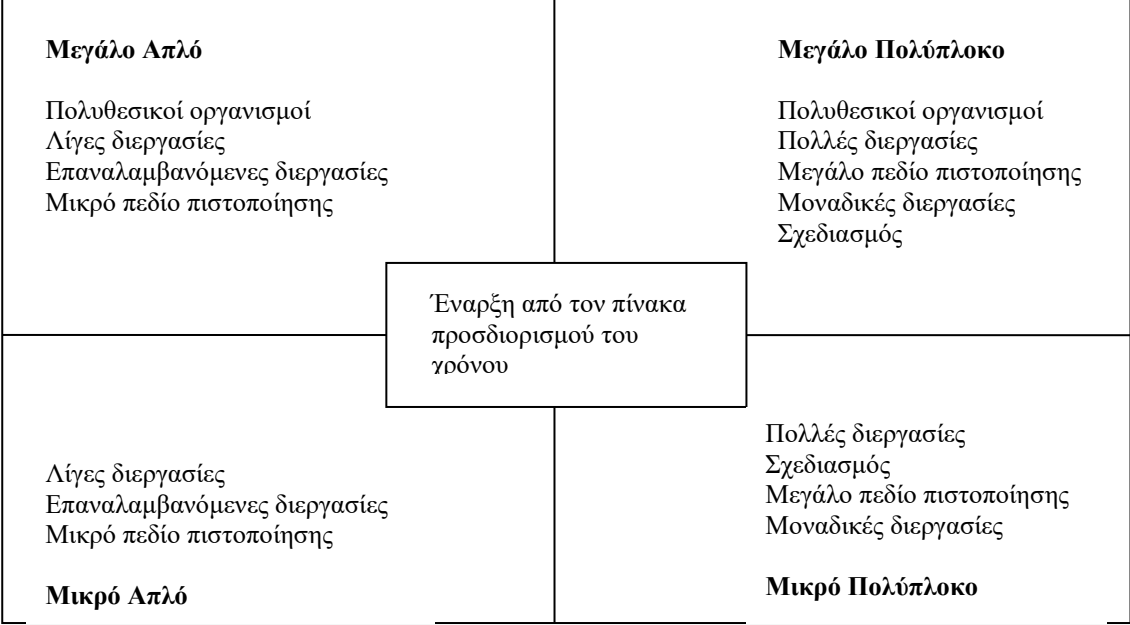 Μεγάλο Απλό
Πολυθεσικοί οργανισμοί
Λίγες διεργασίες
Επαναλαμβανόμενες διεργασίες
Μικρό πεδίο πιστοποίησης
Μεγάλο Πολύπλοκο
Πολυθεσικοί οργανισμοί
Πολλές διεργασίες
Μεγάλο πεδίο πιστοποίησης
Μοναδικές διεργασίες
Σχεδιασμός
Έναρξη από τον πίνακα
προσδιορισμού του
χρόνου
Λίγες διεργασίες
Επαναλαμβανόμενες διεργασίες
Μικρό πεδίο πιστοποίησης
Μικρό Απλό
Πολλές διεργασίες
Σχεδιασμός
Μεγάλο πεδίο πιστοποίησης
Μοναδικές διεργασίες
Μικρό Πολύπλοκο